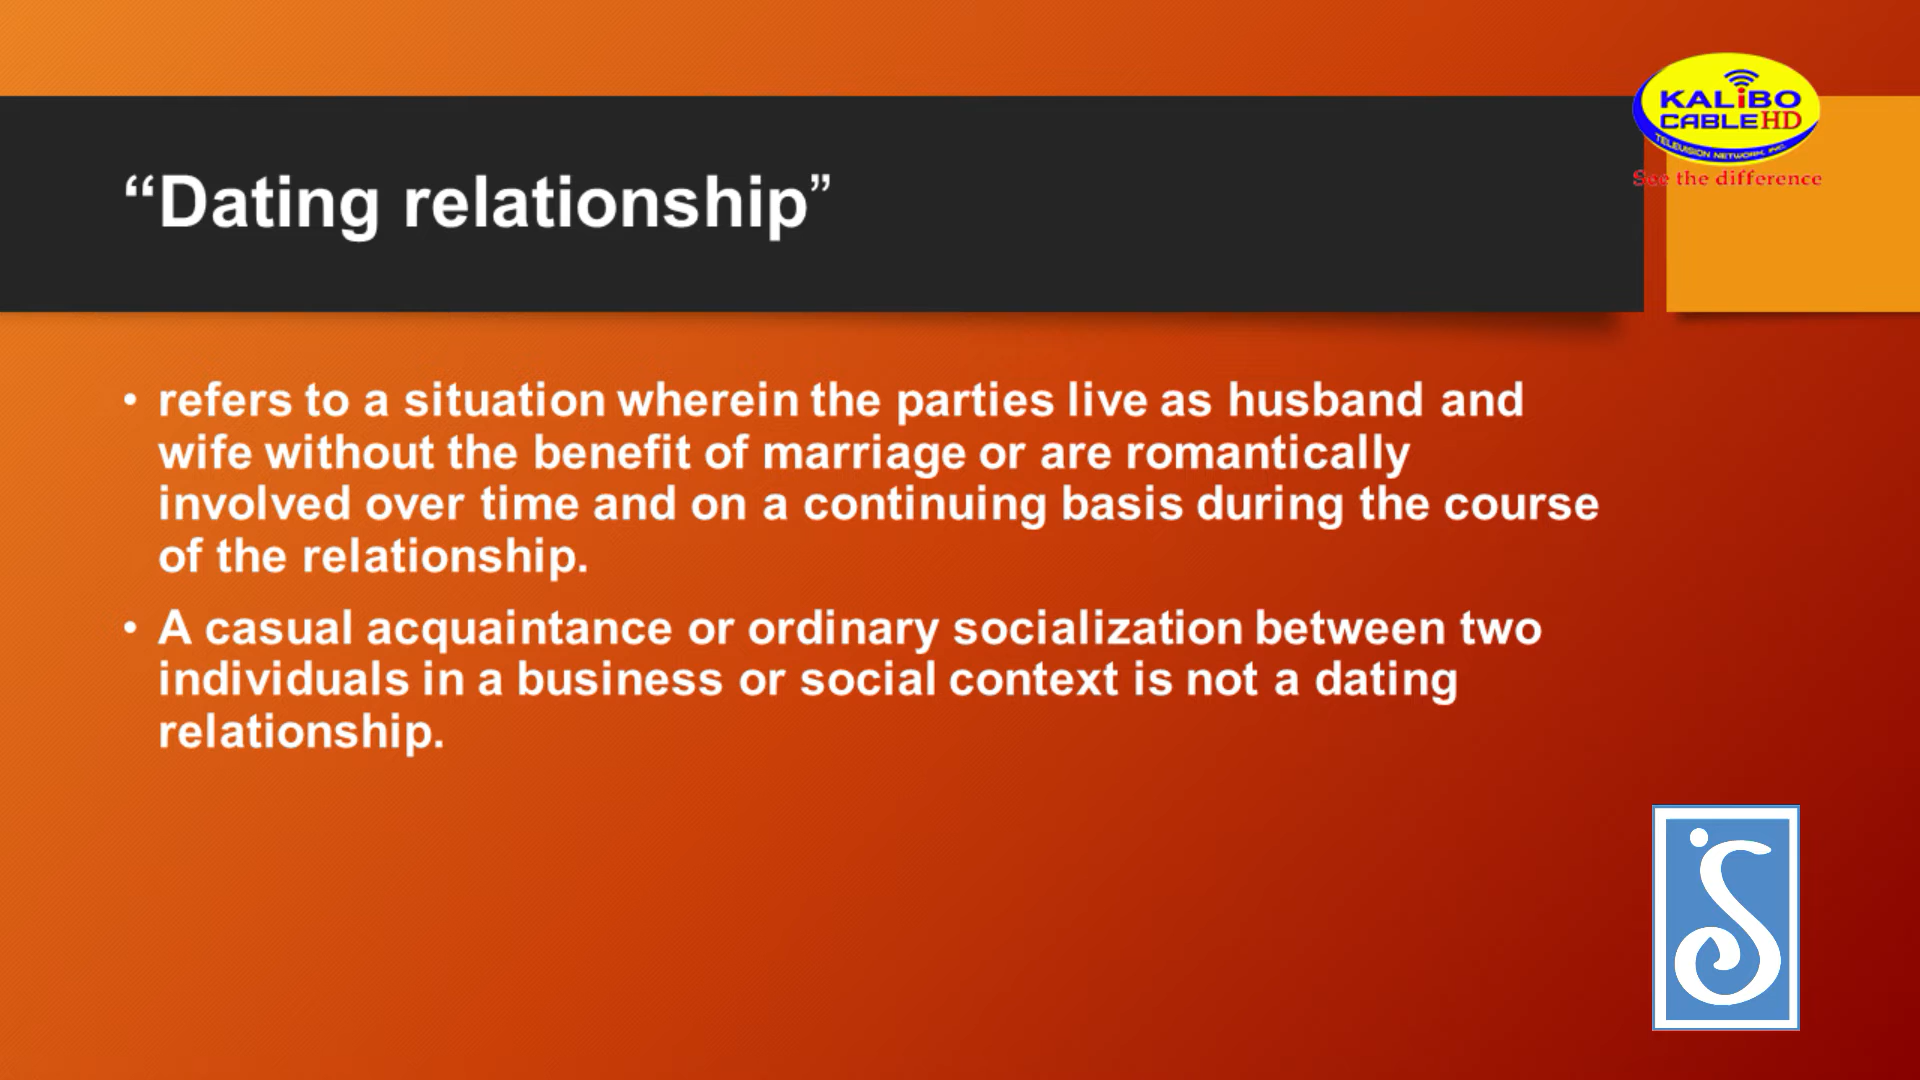 KALiBO
CABLE HD
TELEVISION NETWORK, INC.
See the difference
“Dating relationship”
• refers to a situation wherein the parties live as husband and
wife without the benefit of marriage or are romantically
involved over time and on a continuing basis during the course
of the relationship.
• A casual acquaintance or ordinary socialization between two
individuals in a business or social context is not a dating
relationship.
S